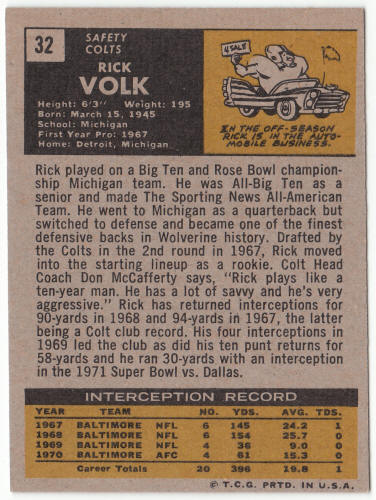 32
SAFETY
COLTS
RICK
VOLK
Height: 6'3" Weight: 195
Born: March 15, 1945
School: Michigan
First Year Pro: 1967
Home: Detroit, Michigan
4 SALE
IN THE OFF-SEASON
RICK IS IN THE AUTO-
MOBILE BUSINESS.
Rick played on a Big Ten and Rose Bowl champion-
ship Michigan team. He was All-Big Ten as a
senior and made The Sporting News All-American
Team. He went to Michigan as a quarterback but
switched to defense and became one of the finest
defensive backs in Wolverine history. Drafted by
the Colts in the 2nd round in 1967, Rick moved
into the starting lineup as a rookie. Colt Head
Coach Don McCafferty says, "Rick plays like a
ten-year man. He has a lot of savvy and he's very
aggressive." Rick has returned interceptions for
90-yards in 1968 and 94-yards in 1967, the latter
being a Colt club record. His four interceptions in
1969 led the club as did his ten punt returns for
58-yards and he ran 30-yards with an interception
in the 1971 Super Bowl vs. Dallas.
INTERCEPTION RECORD
YEAR TEAM NO. YDS. AVG. TDS.
1967 BALTIMORE NFL 6 145 24.2 1
1968 BALTIMORE NFL 6 154 25.7 0
1969 BALTIMORE NFL 4 36 9.0 0
1970 BALTIMORE AFC 4 61 15.3 0
Career Totals 20 396 19.8 1
© T.C.G. PRTD. IN U.S.A.